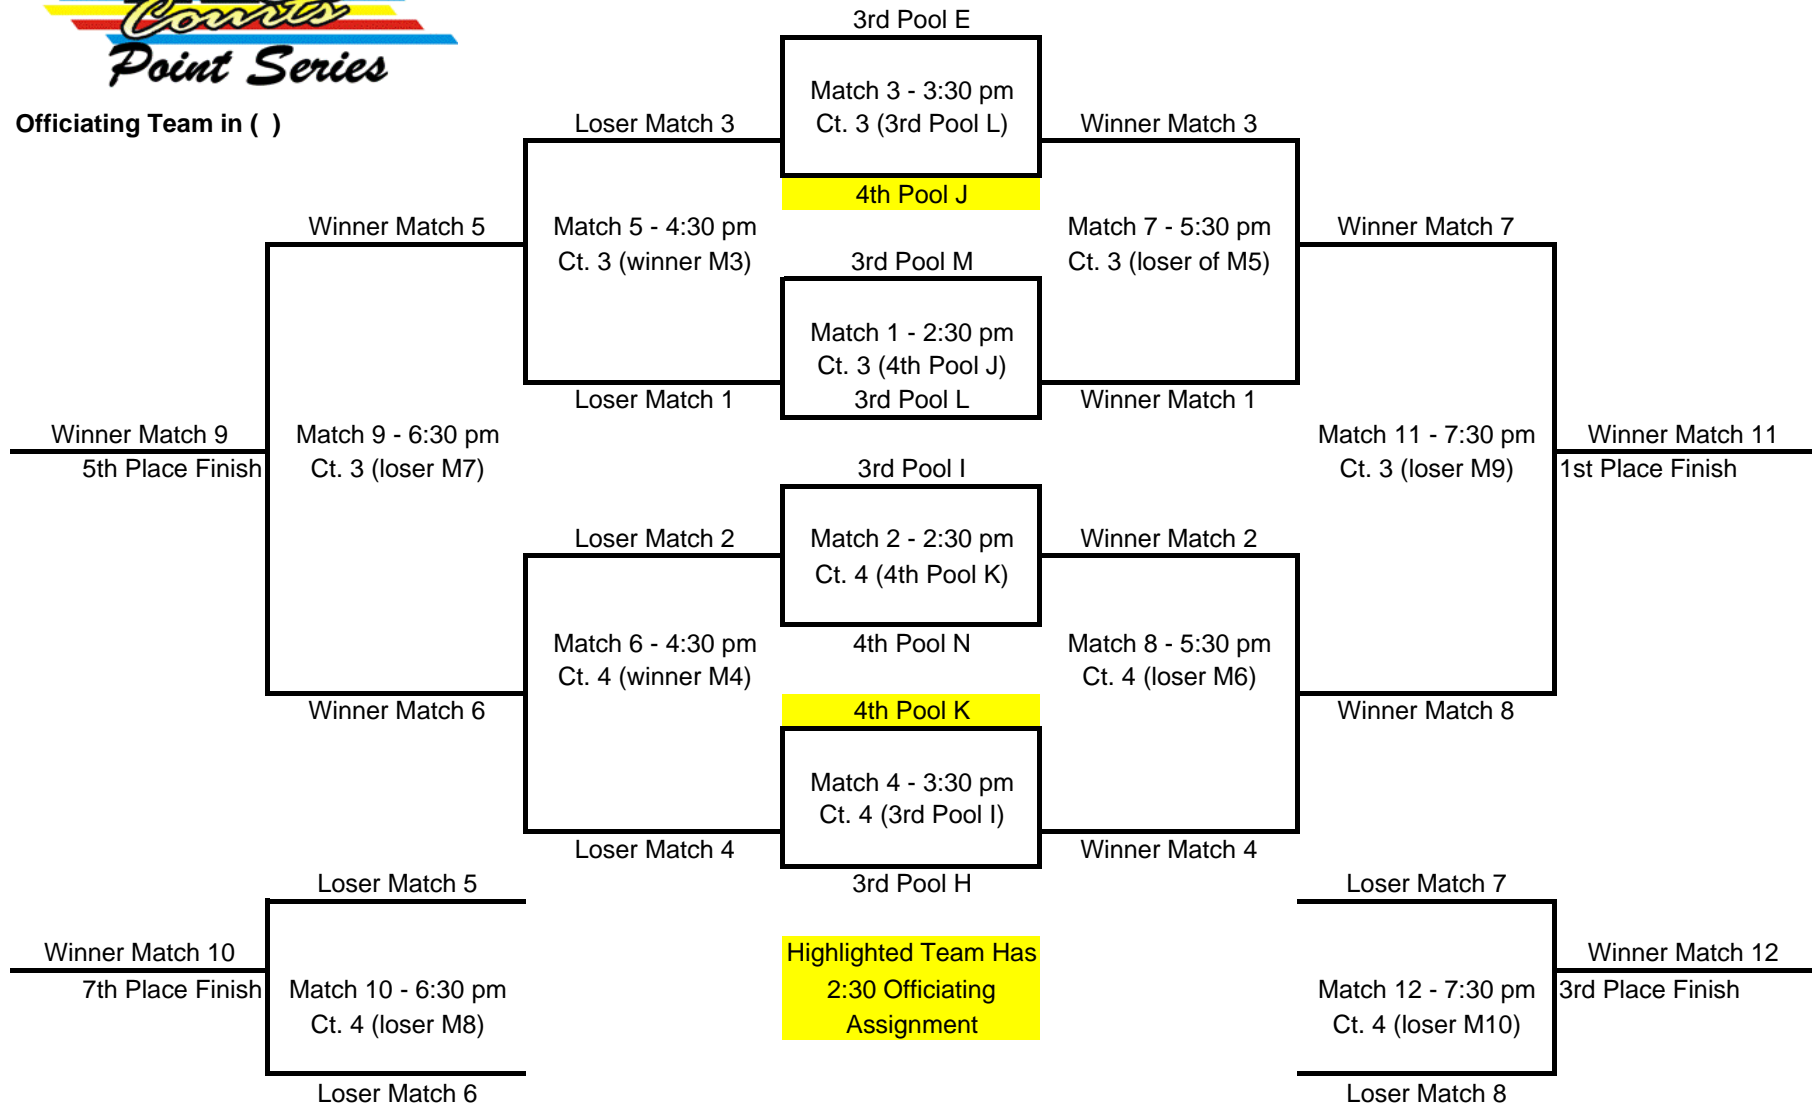 Courts
Point Series
Officiating Team in (  )
3rd Pool E
Match 3 - 3:30 pm
Ct. 3 (3rd Pool L)
Loser Match 3
Winner Match 3
4th Pool J
Winner Match 5
Match 5 - 4:30 pm
Ct. 3 (winner M3)
Match 7 - 5:30 pm
Ct. 3 (loser of M5)
Winner Match 7
3rd Pool M
Match 1 - 2:30 pm
Ct. 3 (4th Pool J)
3rd Pool L
Loser Match 1
Winner Match 1
Winner Match 9
5th Place Finish
Match 9 - 6:30 pm
Ct. 3 (loser M7)
Match 11 - 7:30 pm
Ct. 3 (loser M9)
Winner Match 11
1st Place Finish
3rd Pool I
Loser Match 2
Match 2 - 2:30 pm
Ct. 4 (4th Pool K)
Winner Match 2
4th Pool N
Match 6 - 4:30 pm
Ct. 4 (winner M4)
Match 8 - 5:30 pm
Ct. 4 (loser M6)
Winner Match 6
4th Pool K
Winner Match 8
Match 4 - 3:30 pm
Ct. 4 (3rd Pool I)
Loser Match 4
Winner Match 4
3rd Pool H
Loser Match 5
Loser Match 7
Winner Match 10
7th Place Finish
Match 10 - 6:30 pm
Ct. 4 (loser M8)
Loser Match 6
Highlighted Team Has
2:30 Officiating
Assignment
Match 12 - 7:30 pm
Ct. 4 (loser M10)
Winner Match 12
3rd Place Finish
Loser Match 8